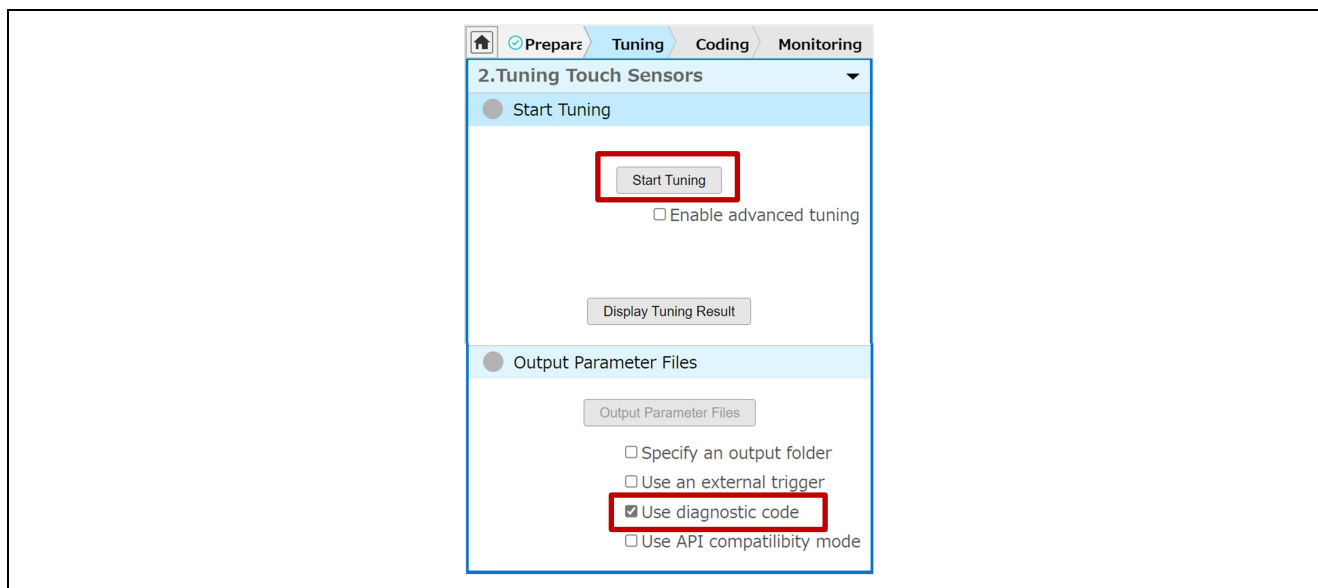 Prepara Tuning Coding Monitoring
2.Tuning Touch Sensors
Start Tuning
Start Tuning
Enable advanced tuning
Display Tuning Result
Output Parameter Files
Output Parameter Files
Specify an output folder
Use an external trigger
Use diagnostic code
Use API compatilibity mode